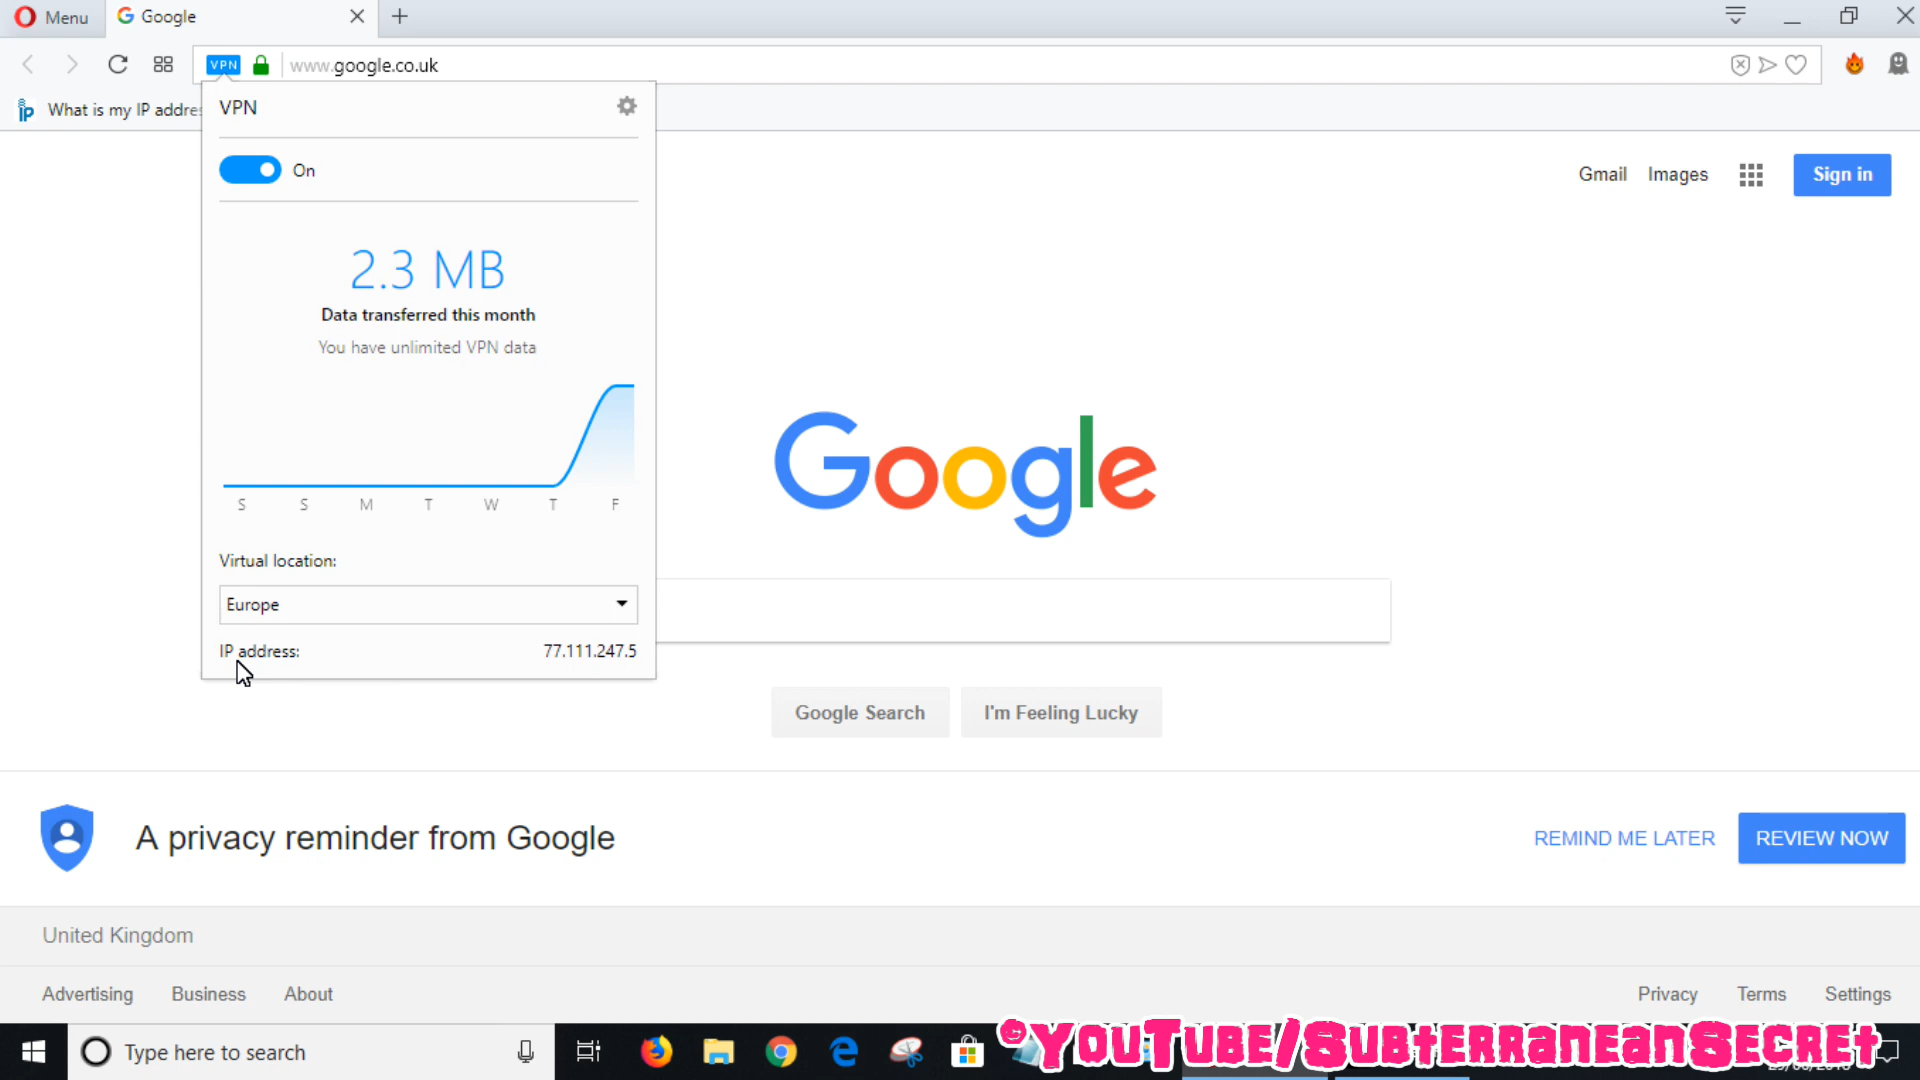 Menu
Google
VPN
www.google.co.uk
ip What is my IP addre
VPN
On
2.3 MB
Data transferred this month
You have unlimited VPN data
S S M T W T F
Virtual location:
Europe
IP address: 77.111.247.5
Gmail Images
Sign in
Google
Google Search
I'm Feeling Lucky
A privacy reminder from Google
REMIND ME LATER
REVIEW NOW
United Kingdom
Advertising Business About
Privacy Terms Settings
Type here to search
©YouTube/SubterraneanSecret